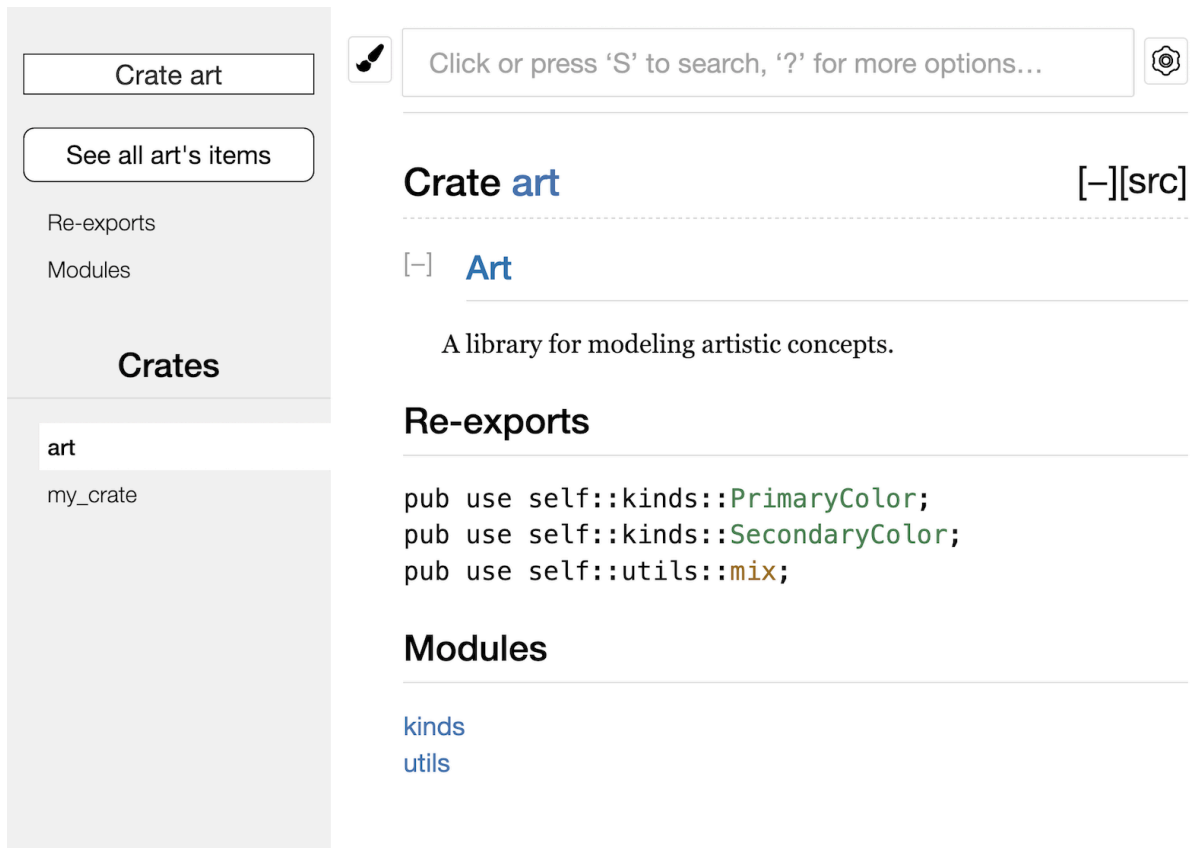 Crate art
See all art's items
Re-exports
Modules
Crates
art
my_crate
Click or press ‘S’ to search, ‘?’ for more options…
Crate art [−][src]
[−] Art
A library for modeling artistic concepts.
Re-exports
pub use self::kinds::PrimaryColor;
pub use self::kinds::SecondaryColor;
pub use self::utils::mix;
Modules
kinds
utils